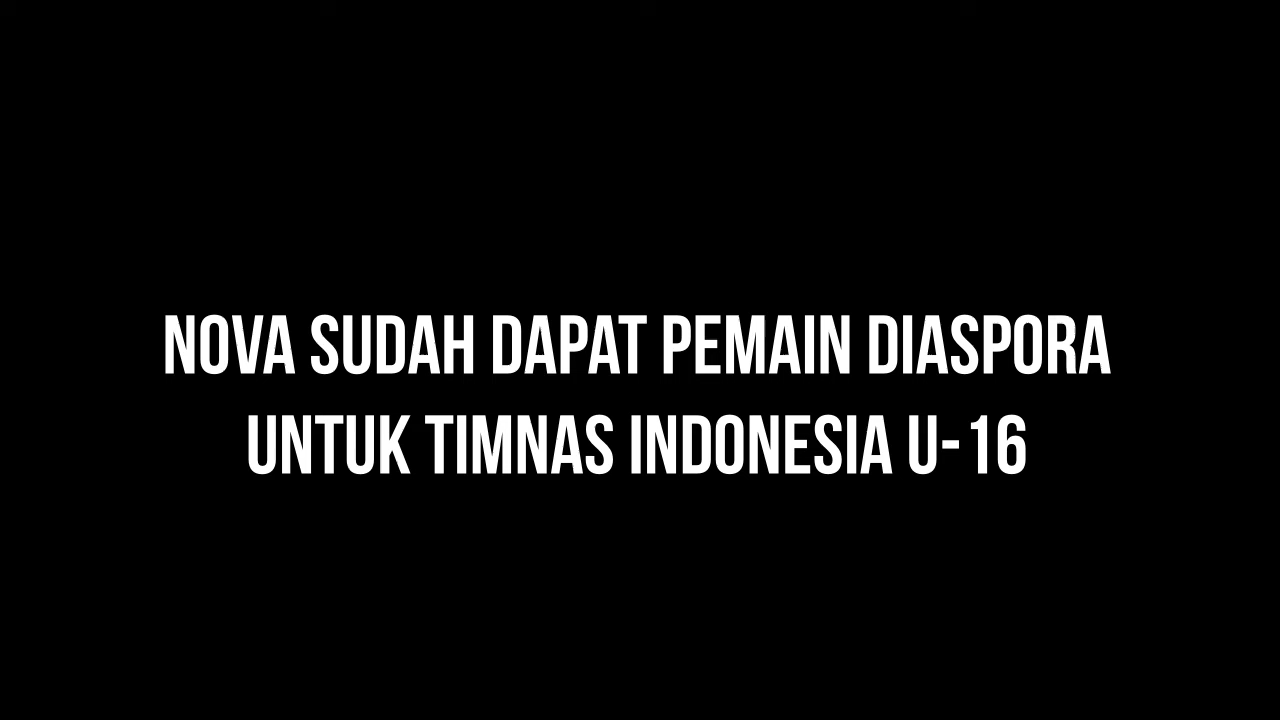 NOVA SUDAH DAPAT PEMAIN DIASPORA
UNTUK TIMNAS INDONESIA U-16